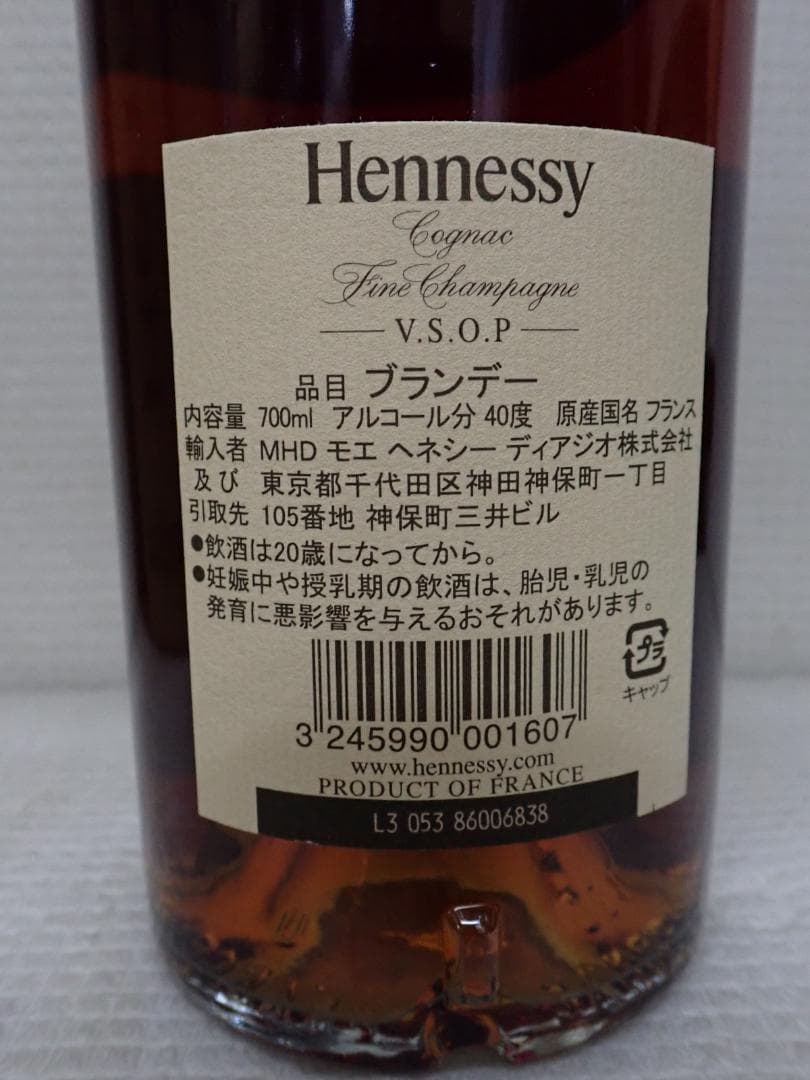 Hennessy
Cognac
Fine Champagne
V.S.O.P
品目 ブランデー
内容量 700ml アルコール分 40度 原産国名 フランス
輸入者 MHD モエ ヘネシー ディアジオ株式会社
及び 東京都千代田区神田神保町一丁目
引取先 105番地 神保町三井ビル
●飲酒は20歳になってから。
●妊娠中や授乳期の飲酒は、胎児・乳児の
発育に悪影響を与えるおそれがあります。
プラ
キャップ
3 245990 001607
www.hennessy.com
PRODUCT OF FRANCE
L3 053 86006838